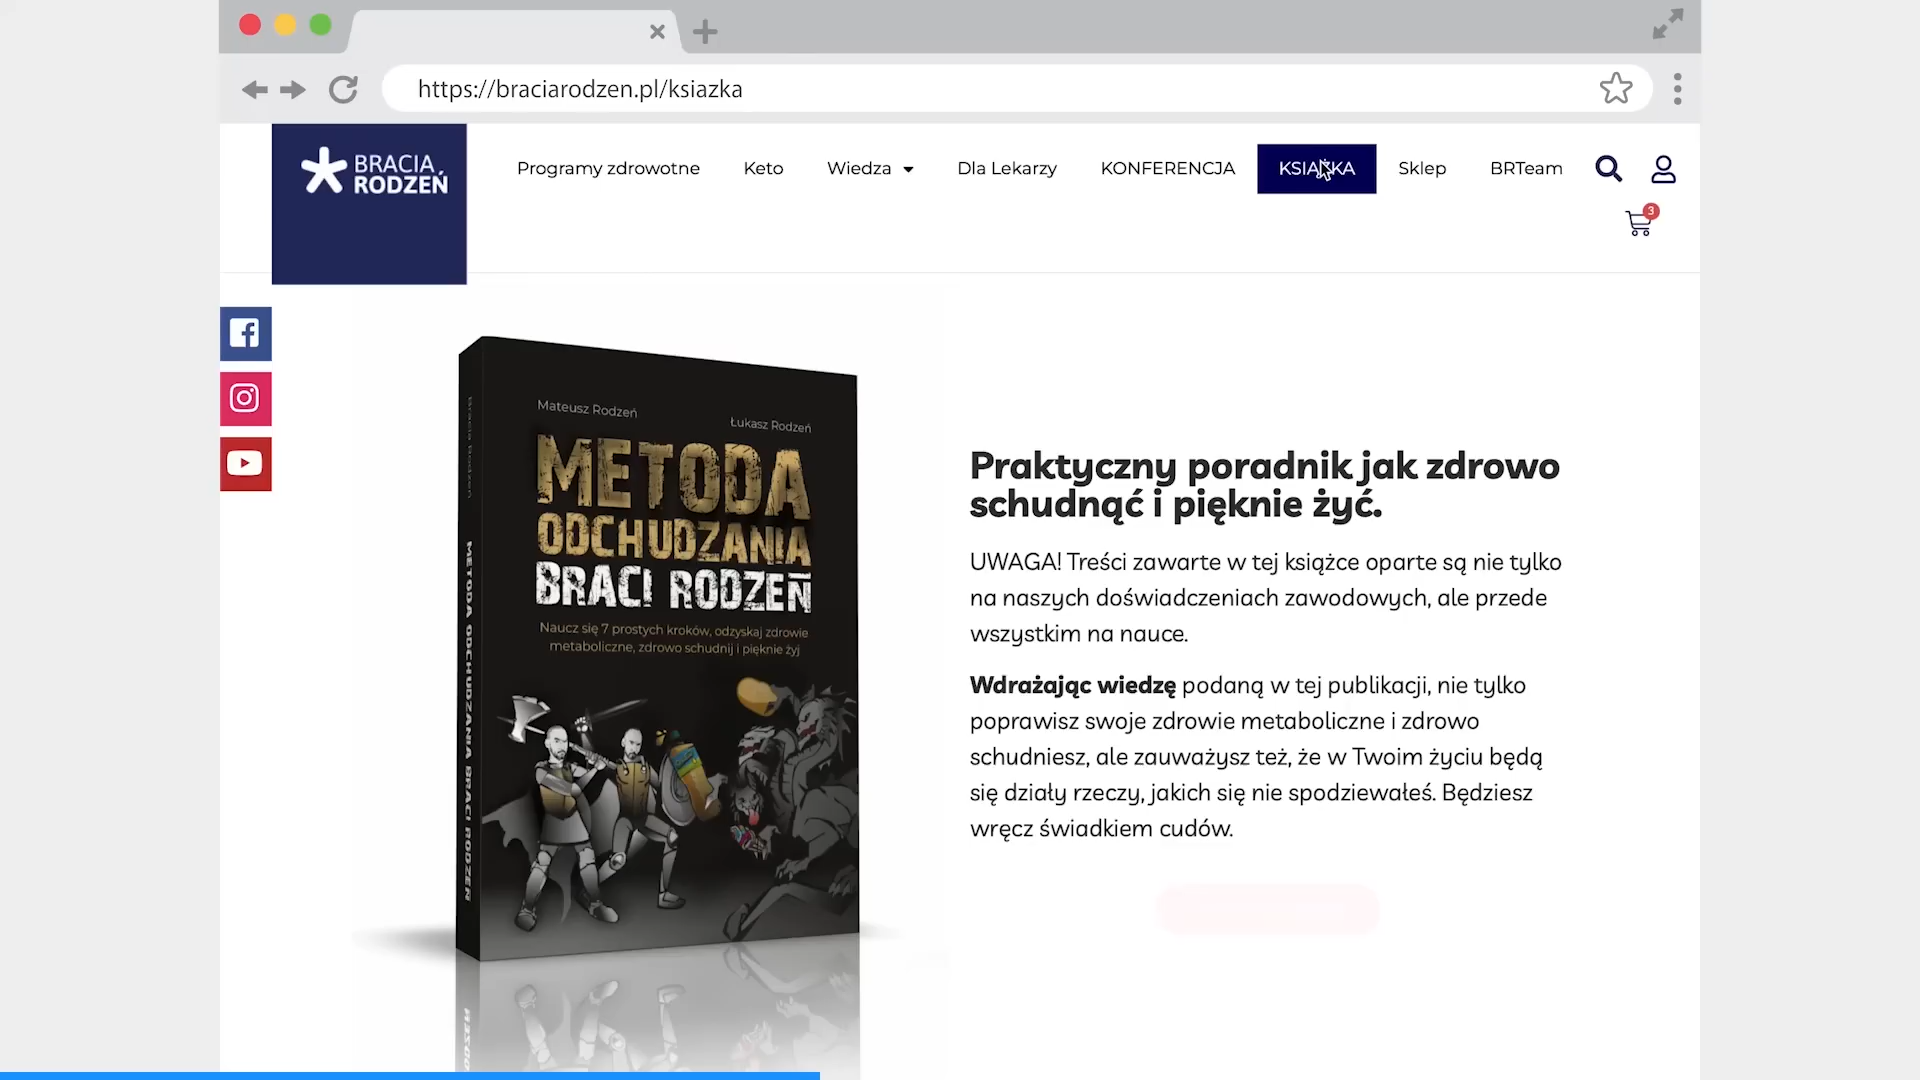 https://braciarodzen.pl/ksiazka
BRACIA
RODZEŃ
Programy zdrowotne
Keto
Wiedza
Dla Lekarzy
KONFERENCJA
KSIĄŻKA
Sklep
BRTeam
3
Mateusz Rodzeń
Łukasz Rodzeń
METODA
ODCHUDZANIA
BRACI RODZEŃ
Naucz się 7 prostych kroków, odzyskaj zdrowie
metaboliczne, zdrowo schudnij i pięknie żyj
Bracia Rodzeń
METODA ODCHUDZANIA BRACI RODZEŃ
Praktyczny poradnik jak zdrowo
schudnąć i pięknie żyć.
UWAGA! Treści zawarte w tej książce oparte są nie tylko
na naszych doświadczeniach zawodowych, ale przede
wszystkim na nauce.
Wdrażając wiedzę podaną w tej publikacji, nie tylko
poprawisz swoje zdrowie metaboliczne i zdrowo
schudniesz, ale zauważysz też, że w Twoim życiu będą
się działy rzeczy, jakich się nie spodziewałeś. Będziesz
wręcz świadkiem cudów.